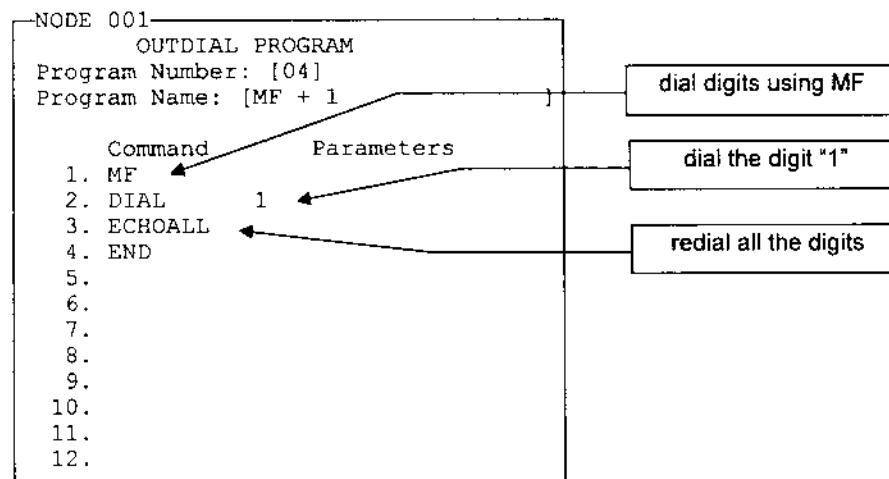 NODE 001
OUTDIAL PROGRAM
Program Number: [04]
Program Name: [MF + 1 ]
dial digits using MF
Command Parameters
dial the digit "1"
1. MF
2. DIAL 1
3. ECHOALL
redial all the digits
4. END
5.
6.
7.
8.
9.
10.
11.
12.